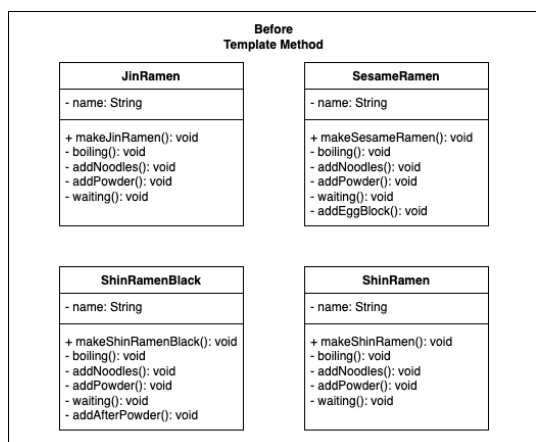 Before
Template Method
JinRamen
- name: String
+ makeJinRamen(): void
- boiling(): void
- addNoodles(): void
- addPowder(): void
- waiting(): void
SesameRamen
- name: String
+ makeSesameRamen(): void
- boiling(): void
- addNoodles(): void
- addPowder(): void
- waiting(): void
- addEggBlock(): void
ShinRamenBlack
- name: String
+ makeShinRamenBlack(): void
- boiling(): void
- addNoodles(): void
- addPowder(): void
- waiting(): void
- addAfterPowder(): void
ShinRamen
- name: String
+ makeShinRamen(): void
- boiling(): void
- addNoodles(): void
- addPowder(): void
- waiting(): void